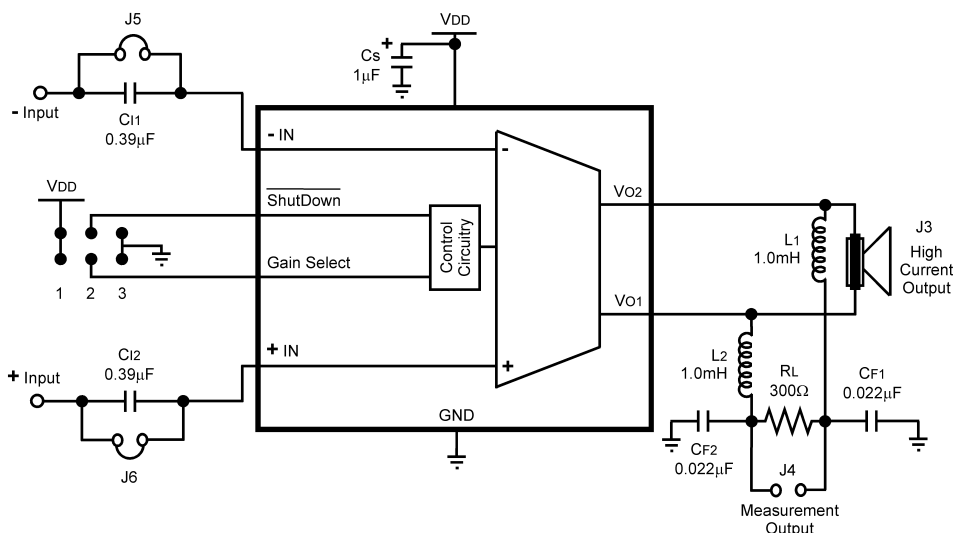 J5
- Input
CI1
0.39µF
VDD
CS
+
1µF
- IN
-
VDD
ShutDown
Gain Select
1 2 3
Control
Circuitry
VO2
VO1
L1
1.0mH
J3
High
Current
Output
+ IN
+
CI2
0.39µF
+ Input
J6
GND
L2
1.0mH
RL
300Ω
CF1
0.022µF
CF2
0.022µF
J4
Measurement
Output